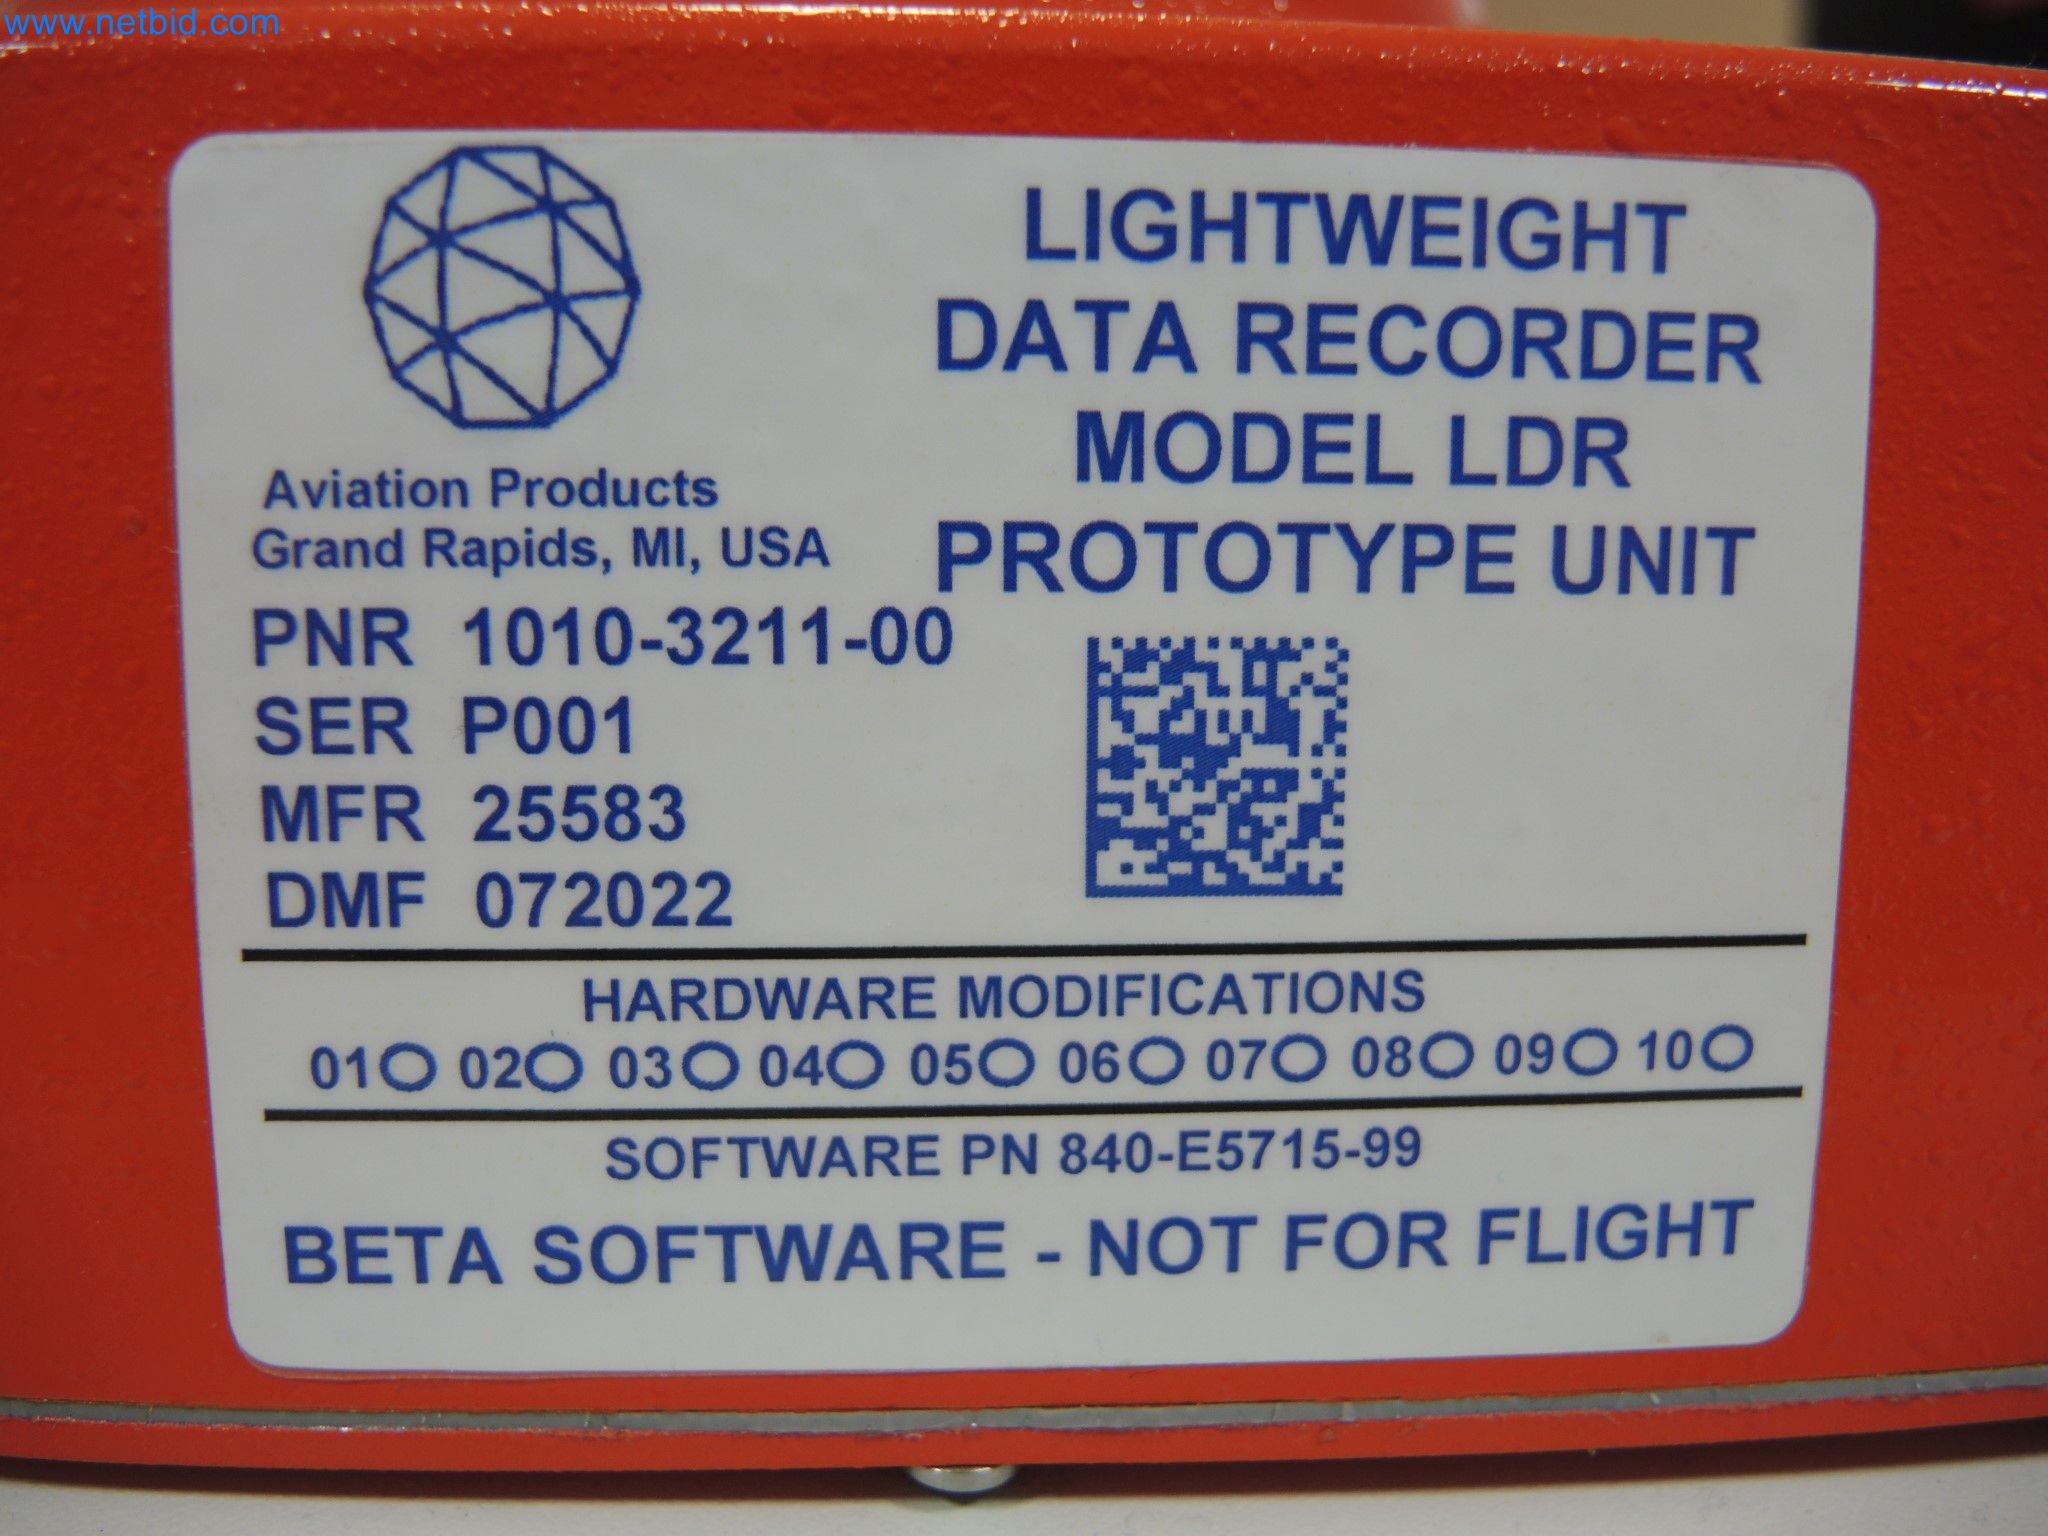 www.netbid.com
LIGHTWEIGHT
DATA RECORDER
MODEL LDR
PROTOTYPE UNIT
Aviation Products
Grand Rapids, MI, USA
PNR 1010-3211-00
SER P001
MFR 25583
DMF 072022
HARDWARE MODIFICATIONS
01 02 03 04 05 06 07 08 09 10
SOFTWARE PN 840-E5715-99
BETA SOFTWARE - NOT FOR FLIGHT